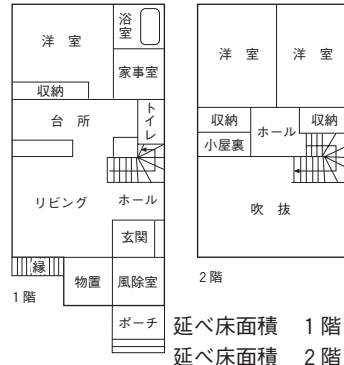 洋 室
浴室
家事室
収納
台 所
トイレ
リビング
ホール
玄関
縁
物置
風除室
1階
ポーチ
洋 室
洋 室
収納
ホール
収納
小屋裏
吹 抜
2階
延べ床面積 1階
延べ床面積 2階